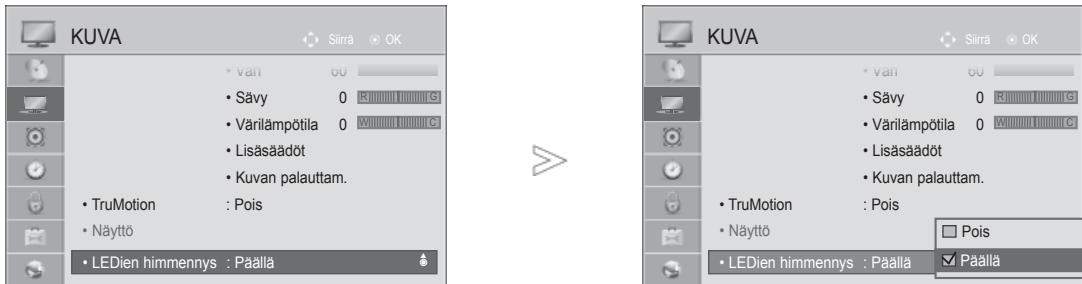 KUVA
Siirrä OK
• Väri 60
• Sävy 0 R G
• Värilämpötila 0 W C
• Lisäsäädöt
• Kuvan palauttam.
• TruMotion : Pois
• Näyttö
• LEDien himmennys : Päällä
KUVA
Siirrä OK
• Väri 60
• Sävy 0 R G
• Värilämpötila 0 W C
• Lisäsäädöt
• Kuvan palauttam.
• TruMotion : Pois
• Näyttö
• LEDien himmennys : Päällä
Pois
Päällä